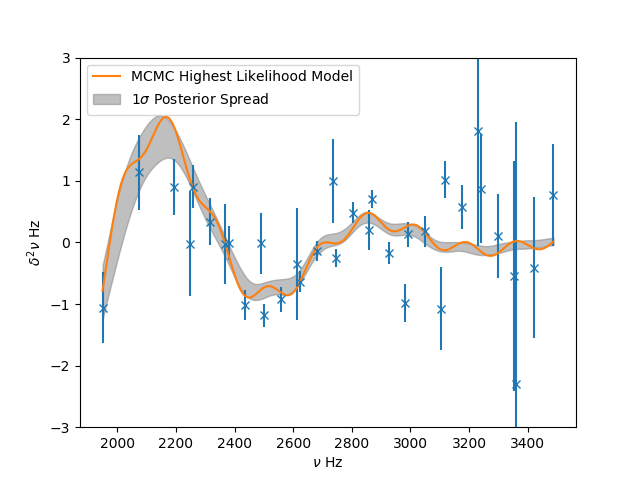 MCMC Highest Likelihood Model
1σ Posterior Spread
3
2
1
0
−1
−2
−3
δ²ν Hz
2000 2200 2400 2600 2800 3000 3200 3400
ν Hz